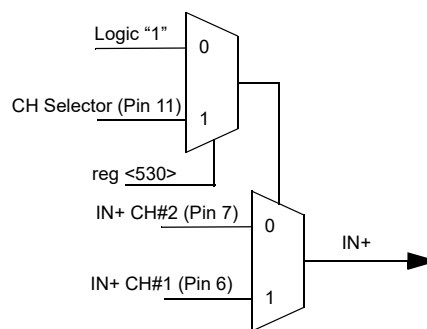 Logic “1”
0
CH Selector (Pin 11)
1
reg <530>
IN+ CH#2 (Pin 7)
0
IN+
IN+ CH#1 (Pin 6)
1